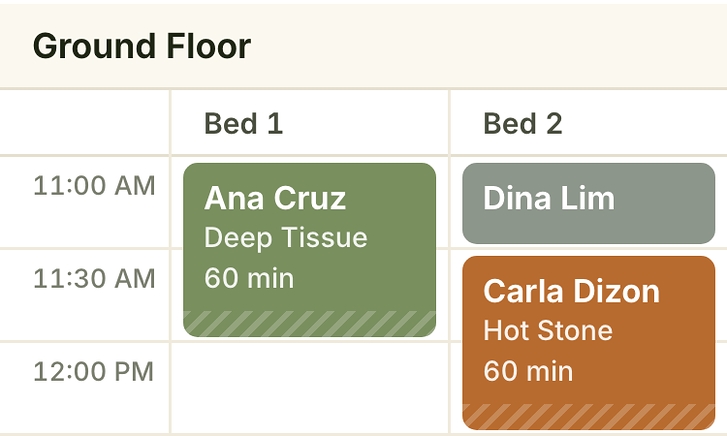 Ground Floor
Bed 1
Bed 2
11:00 AM
Ana Cruz
Deep Tissue
60 min
Dina Lim
11:30 AM
Carla Dizon
Hot Stone
60 min
12:00 PM